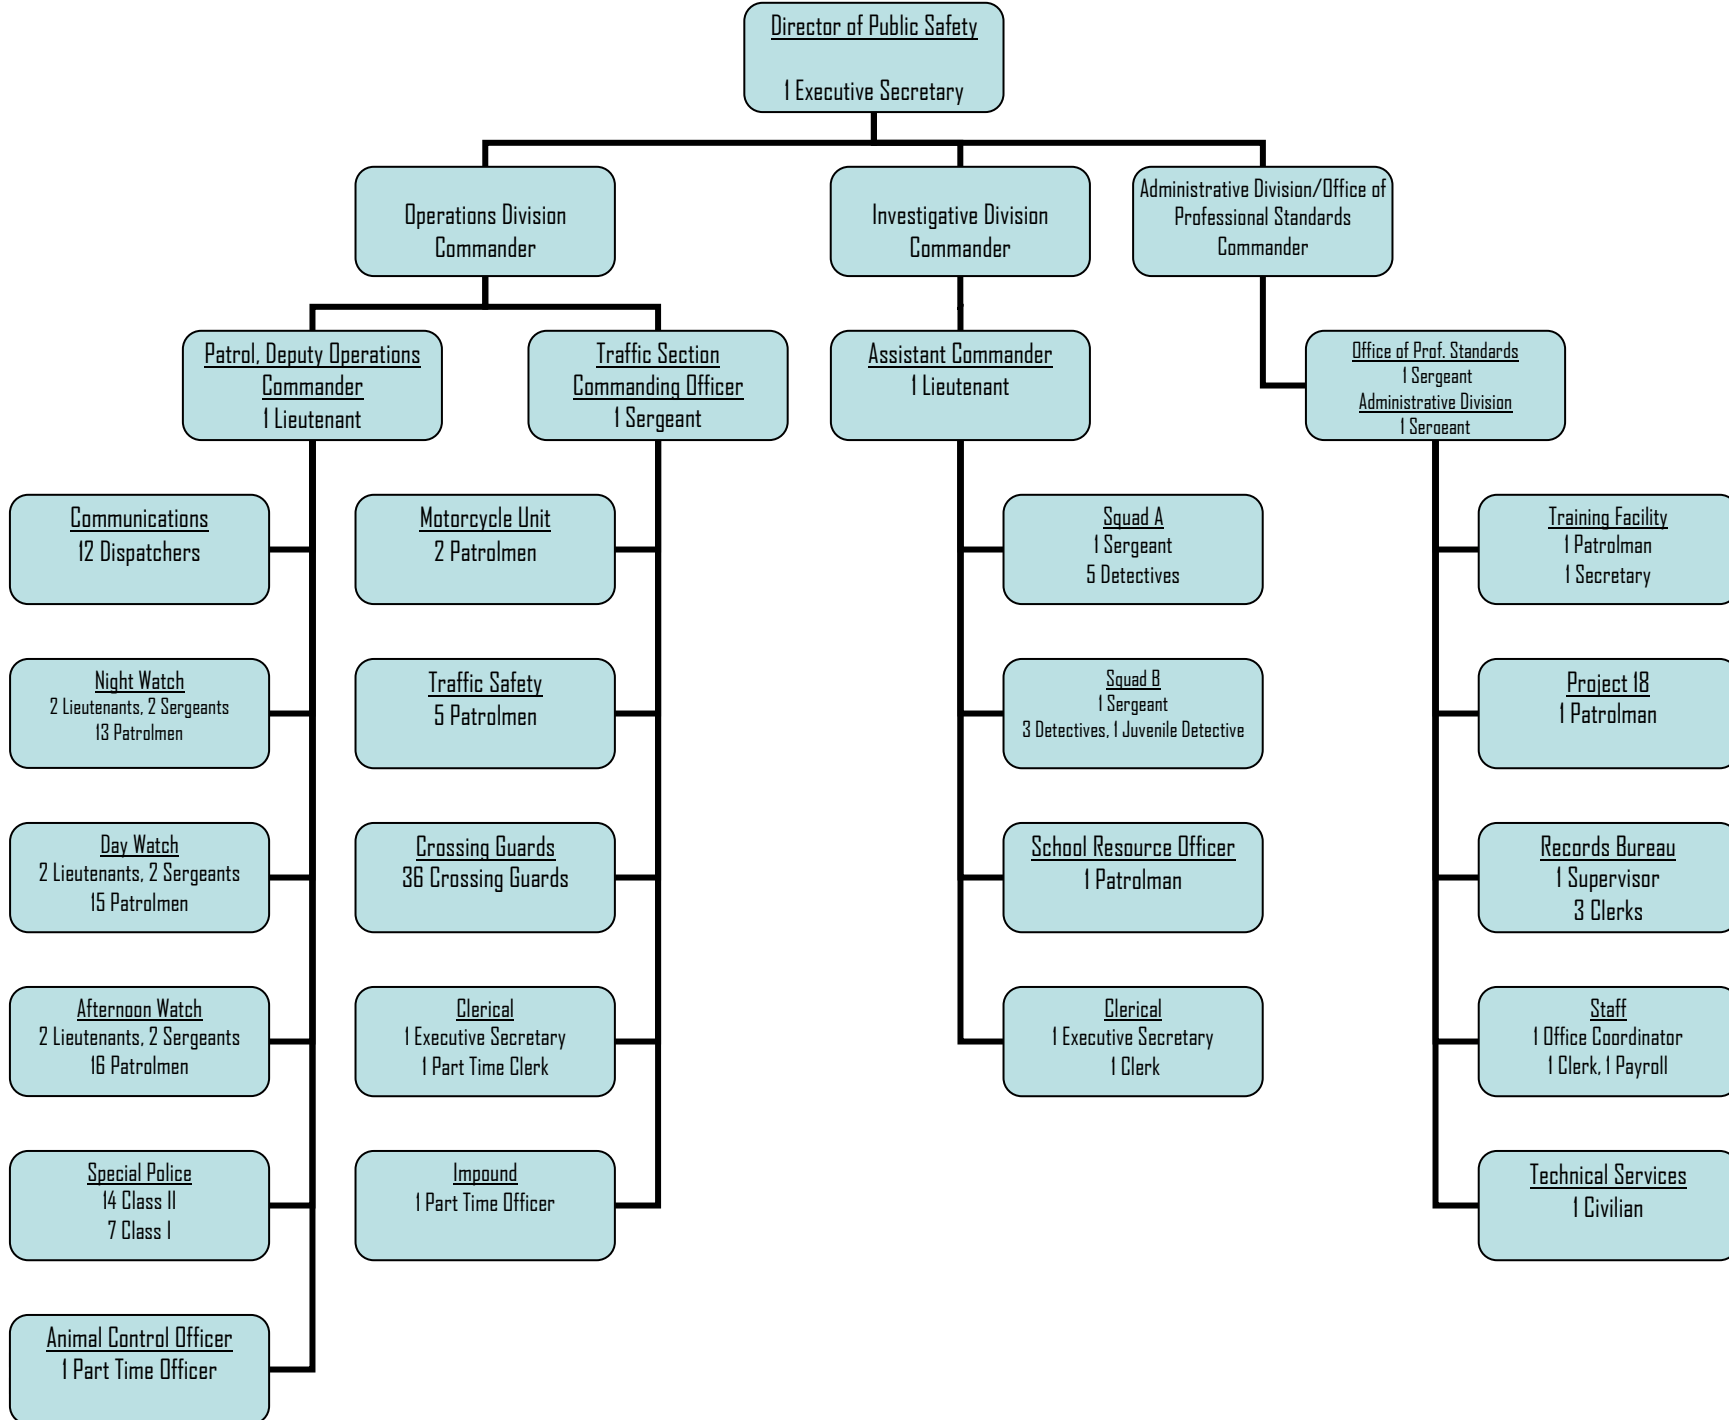 Director of Public Safety
1 Executive Secretary
Operations Division
Commander
Investigative Division
Commander
Administrative Division/Office of
Professional Standards
Commander
Patrol, Deputy Operations
Commander
1 Lieutenant
Traffic Section
Commanding Officer
1 Sergeant
Assistant Commander
1 Lieutenant
Office of Prof. Standards
1 Sergeant
Administrative Division
1 Sergeant
Communications
12 Dispatchers
Motorcycle Unit
2 Patrolmen
Squad A
1 Sergeant
5 Detectives
Training Facility
1 Patrolman
1 Secretary
Night Watch
2 Lieutenants, 2 Sergeants
13 Patrolmen
Traffic Safety
5 Patrolmen
Squad B
1 Sergeant
3 Detectives, 1 Juvenile Detective
Project 18
1 Patrolman
Day Watch
2 Lieutenants, 2 Sergeants
15 Patrolmen
Crossing Guards
36 Crossing Guards
School Resource Officer
1 Patrolman
Records Bureau
1 Supervisor
3 Clerks
Afternoon Watch
2 Lieutenants, 2 Sergeants
16 Patrolmen
Clerical
1 Executive Secretary
1 Part Time Clerk
Clerical
1 Executive Secretary
1 Clerk
Staff
1 Office Coordinator
1 Clerk, 1 Payroll
Special Police
14 Class II
7 Class I
Impound
1 Part Time Officer
Technical Services
1 Civilian
Animal Control Officer
1 Part Time Officer